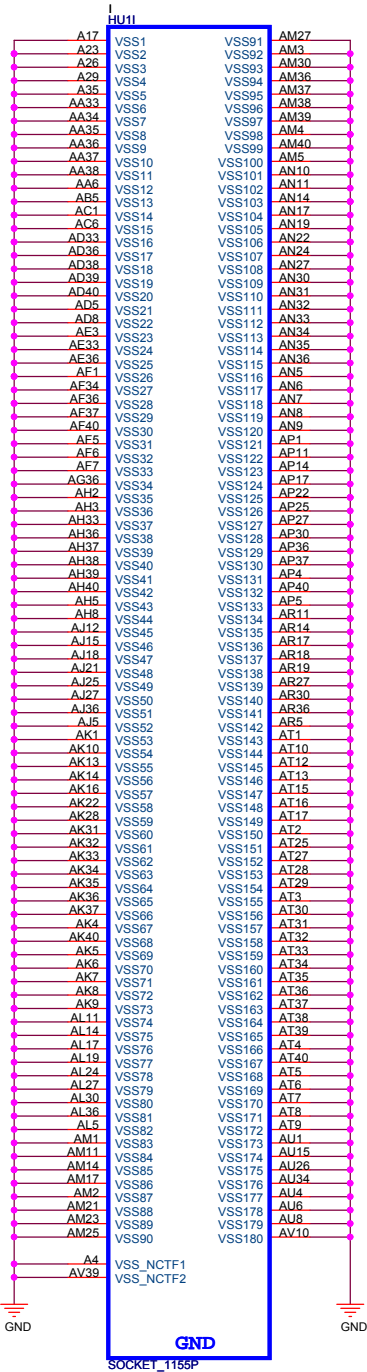 I
HU1I
A17 VSS1 VSS91 AM27
A23 VSS2 VSS92 AM3
A26 VSS3 VSS93 AM30
A29 VSS4 VSS94 AM36
A35 VSS5 VSS95 AM37
AA33 VSS6 VSS96 AM38
AA34 VSS7 VSS97 AM39
AA35 VSS8 VSS98 AM4
AA36 VSS9 VSS99 AM40
AA37 VSS10 VSS100 AM5
AA38 VSS11 VSS101 AN10
AA6 VSS12 VSS102 AN11
AB5 VSS13 VSS103 AN14
AC1 VSS14 VSS104 AN17
AC6 VSS15 VSS105 AN19
AD33 VSS16 VSS106 AN22
AD36 VSS17 VSS107 AN24
AD38 VSS18 VSS108 AN27
AD39 VSS19 VSS109 AN30
AD40 VSS20 VSS110 AN31
AD5 VSS21 VSS111 AN32
AD8 VSS22 VSS112 AN33
AE3 VSS23 VSS113 AN34
AE33 VSS24 VSS114 AN35
AE36 VSS25 VSS115 AN36
AF1 VSS26 VSS116 AN5
AF34 VSS27 VSS117 AN6
AF36 VSS28 VSS118 AN7
AF37 VSS29 VSS119 AN8
AF40 VSS30 VSS120 AN9
AF5 VSS31 VSS121 AP1
AF6 VSS32 VSS122 AP11
AF7 VSS33 VSS123 AP14
AG36 VSS34 VSS124 AP17
AH2 VSS35 VSS125 AP22
AH3 VSS36 VSS126 AP25
AH33 VSS37 VSS127 AP27
AH36 VSS38 VSS128 AP30
AH37 VSS39 VSS129 AP36
AH38 VSS40 VSS130 AP37
AH39 VSS41 VSS131 AP4
AH40 VSS42 VSS132 AP40
AH5 VSS43 VSS133 AP5
AH8 VSS44 VSS134 AR11
AJ12 VSS45 VSS135 AR14
AJ15 VSS46 VSS136 AR17
AJ18 VSS47 VSS137 AR18
AJ21 VSS48 VSS138 AR19
AJ25 VSS49 VSS139 AR27
AJ27 VSS50 VSS140 AR30
AJ36 VSS51 VSS141 AR36
AJ5 VSS52 VSS142 AR5
AK1 VSS53 VSS143 AT1
AK10 VSS54 VSS144 AT10
AK13 VSS55 VSS145 AT12
AK14 VSS56 VSS146 AT13
AK16 VSS57 VSS147 AT15
AK22 VSS58 VSS148 AT16
AK28 VSS59 VSS149 AT17
AK31 VSS60 VSS150 AT2
AK32 VSS61 VSS151 AT25
AK33 VSS62 VSS152 AT27
AK34 VSS63 VSS153 AT28
AK35 VSS64 VSS154 AT29
AK36 VSS65 VSS155 AT3
AK37 VSS66 VSS156 AT30
AK4 VSS67 VSS157 AT31
AK40 VSS68 VSS158 AT32
AK5 VSS69 VSS159 AT33
AK6 VSS70 VSS160 AT34
AK7 VSS71 VSS161 AT35
AK8 VSS72 VSS162 AT36
AK9 VSS73 VSS163 AT37
AL11 VSS74 VSS164 AT38
AL14 VSS75 VSS165 AT39
AL17 VSS76 VSS166 AT4
AL19 VSS77 VSS167 AT40
AL24 VSS78 VSS168 AT5
AL27 VSS79 VSS169 AT6
AL30 VSS80 VSS170 AT7
AL36 VSS81 VSS171 AT8
AL5 VSS82 VSS172 AT9
AM1 VSS83 VSS173 AU1
AM11 VSS84 VSS174 AU15
AM14 VSS85 VSS175 AU26
AM17 VSS86 VSS176 AU34
AM2 VSS87 VSS177 AU4
AM21 VSS88 VSS178 AU6
AM23 VSS89 VSS179 AU8
AM25 VSS90 VSS180 AV10
A4 VSS_NCTF1
AV39 VSS_NCTF2
GND GND
GND
SOCKET_1155P